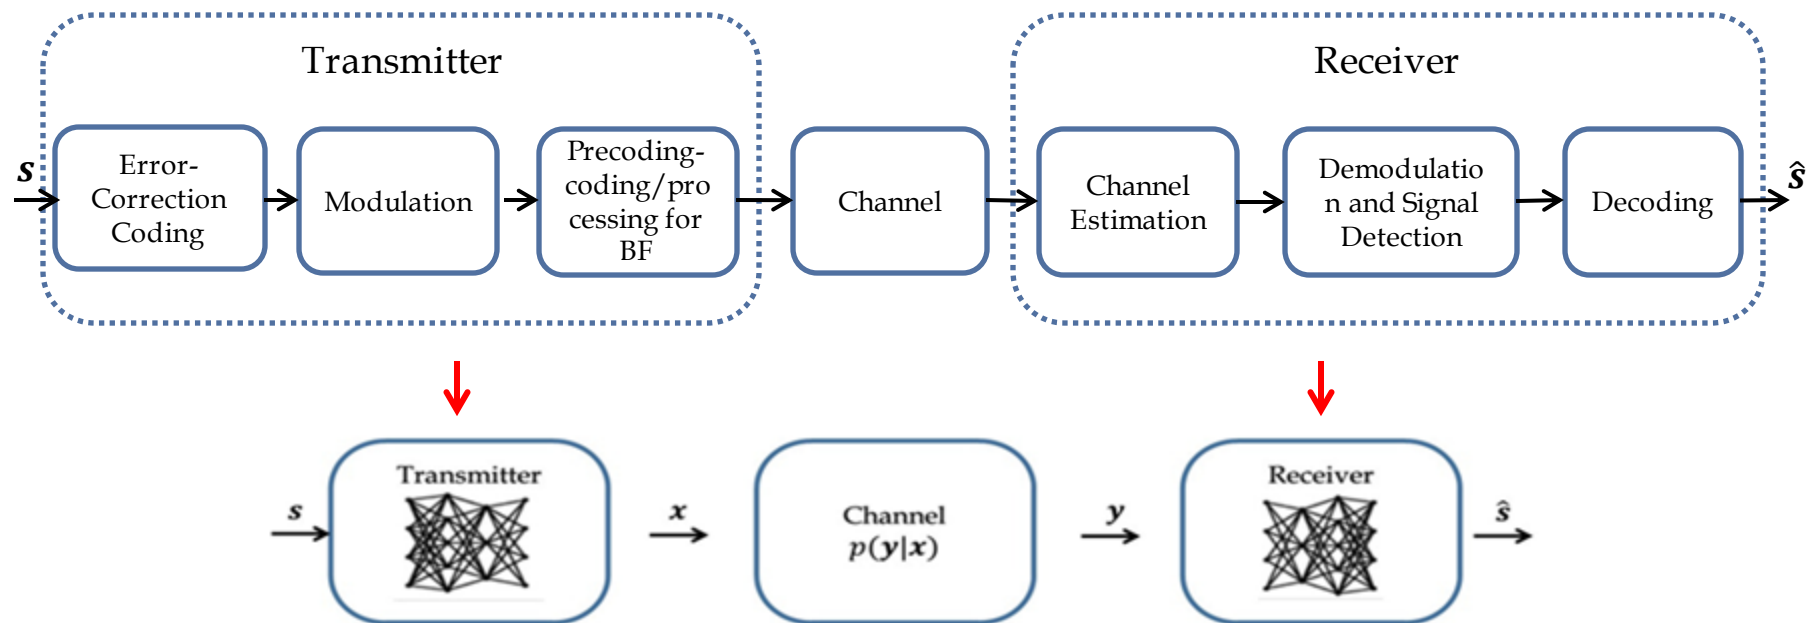 Transmitter
Receiver
s
Error-
Correction
Coding
Modulation
Precoding-
coding/pro
cessing for
BF
Channel
Channel
Estimation
Demodulatio
n and Signal
Detection
Decoding
ŝ
s
Transmitter
x
Channel
p(y|x)
y
Receiver
ŝ